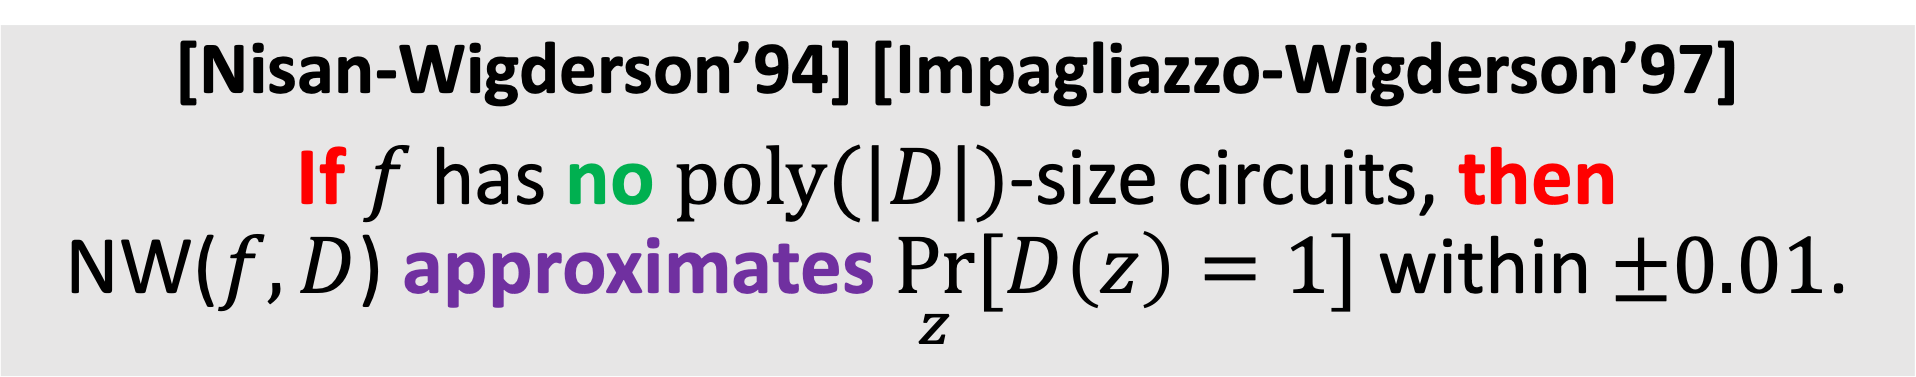 [Nisan-Wigderson’94] [Impagliazzo-Wigderson’97]
If f has no poly(|D|)-size circuits, then
NW(f, D) approximates Pr[D(z) = 1] within ±0.01.
z